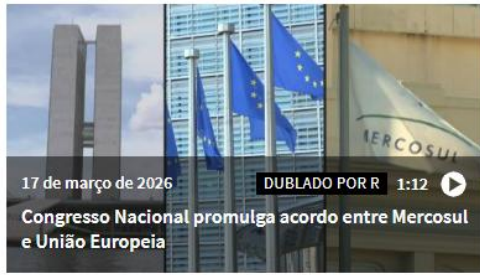 MERCOSUL
17 de março de 2026
DUBLADO POR R
1:12
Congresso Nacional promulga acordo entre Mercosul
e União Europeia